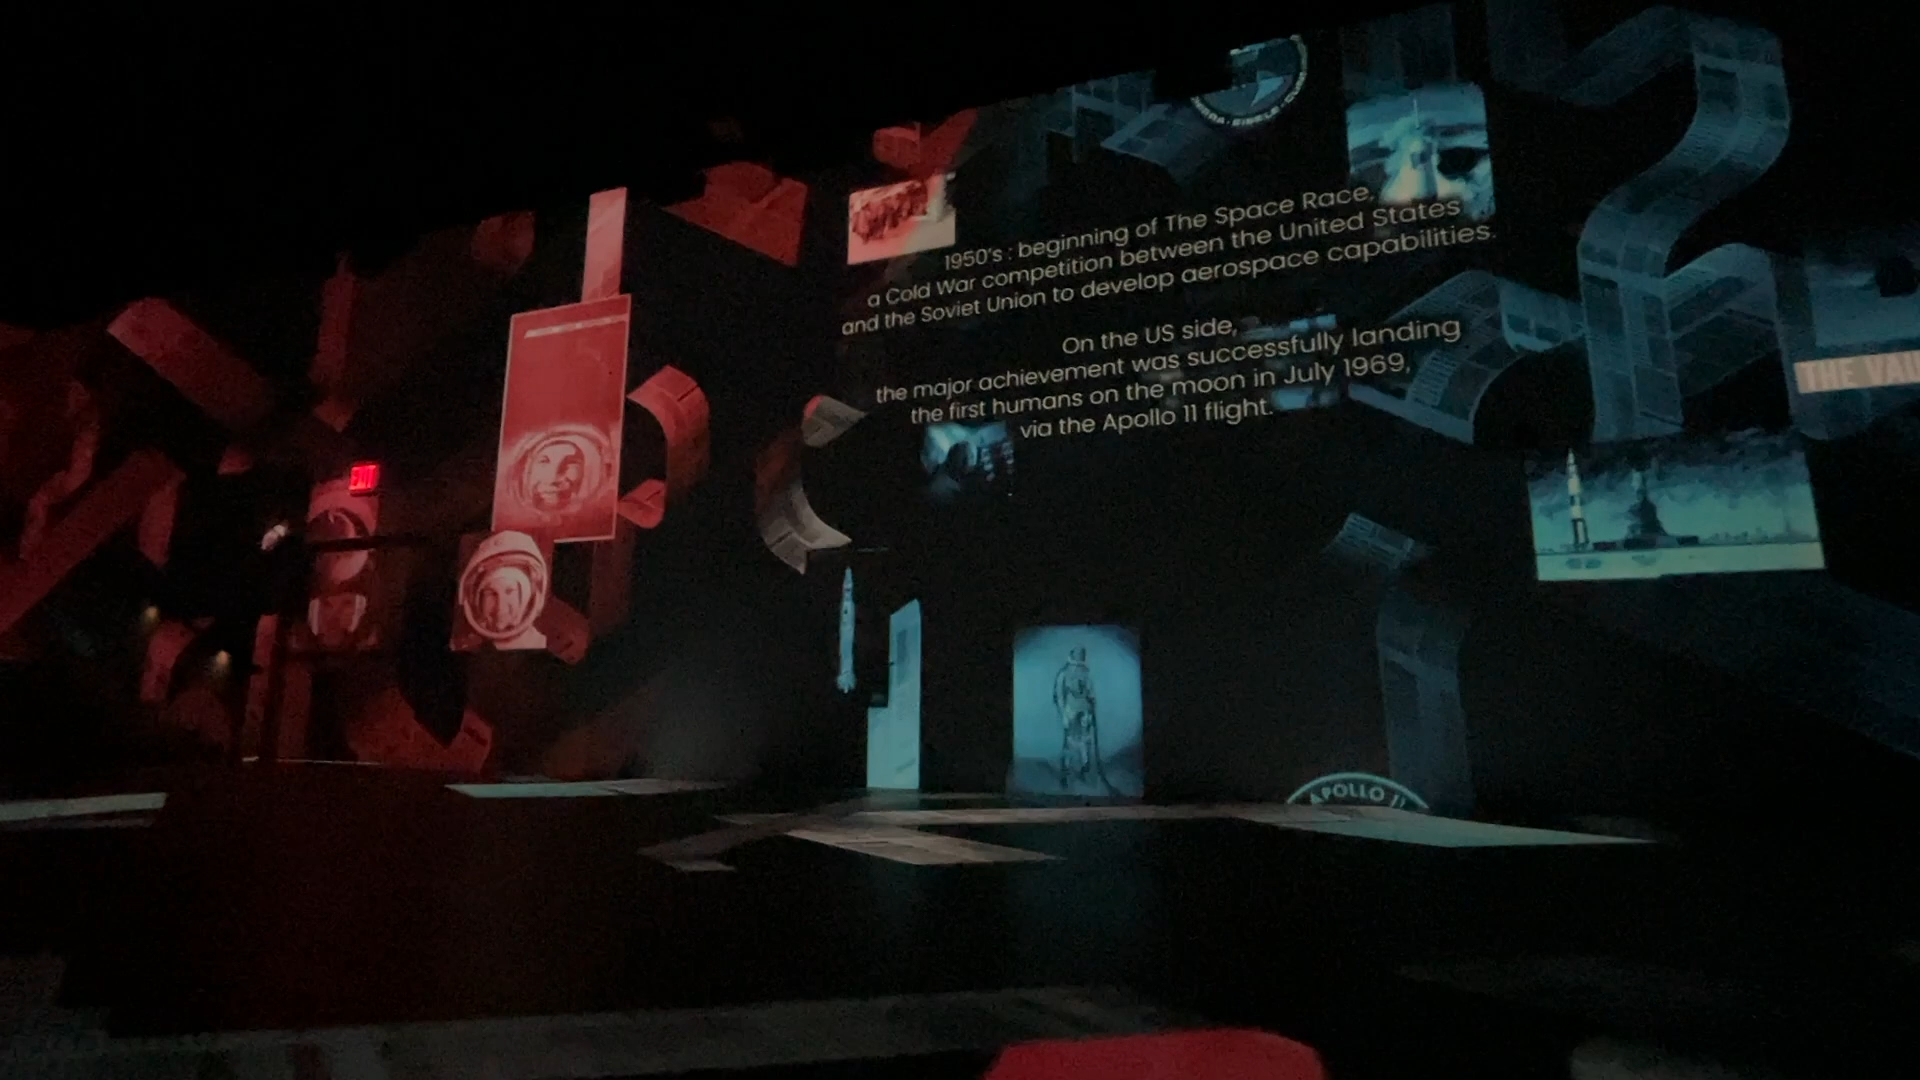 1950's : beginning of The Space Race,
a Cold War competition between the United States
and the Soviet Union to develop aerospace capabilities.
On the US side,
the major achievement was successfully landing
the first humans on the moon in July 1969,
via the Apollo 11 flight.
THE VAU
APOLLO 11
EXIT